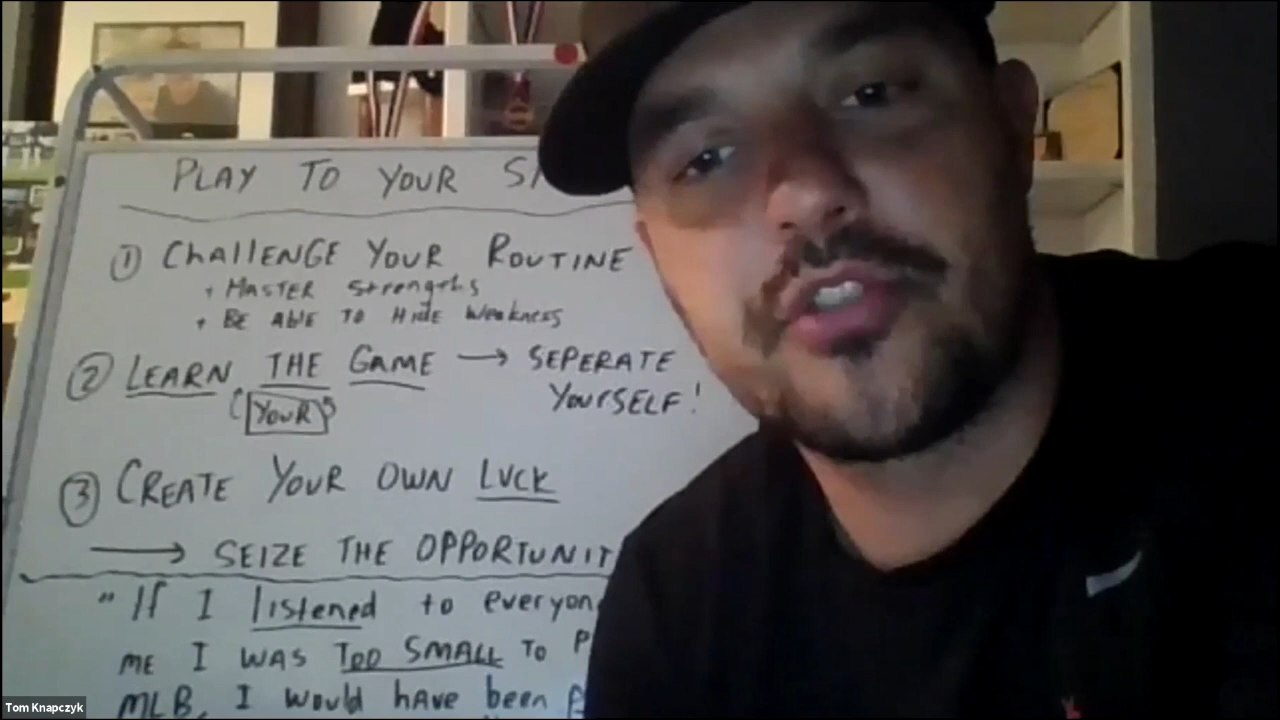 PLAY TO YOUR
① CHAllENGE YOUR ROUTINE
+ MASTER Strengths
+ BE ABLE TO HIDE Weakness
② LEARN THE GAME → SEPERATE
(YOUR) YOURSELF!
③ CREATE YOUR OWN LUCK
→ SEIZE THE OPPORTUNIT
"If I listened to everyon
ME I WAS TOO SMALL TO P
MLB, I would have been
Tom Knapczyk